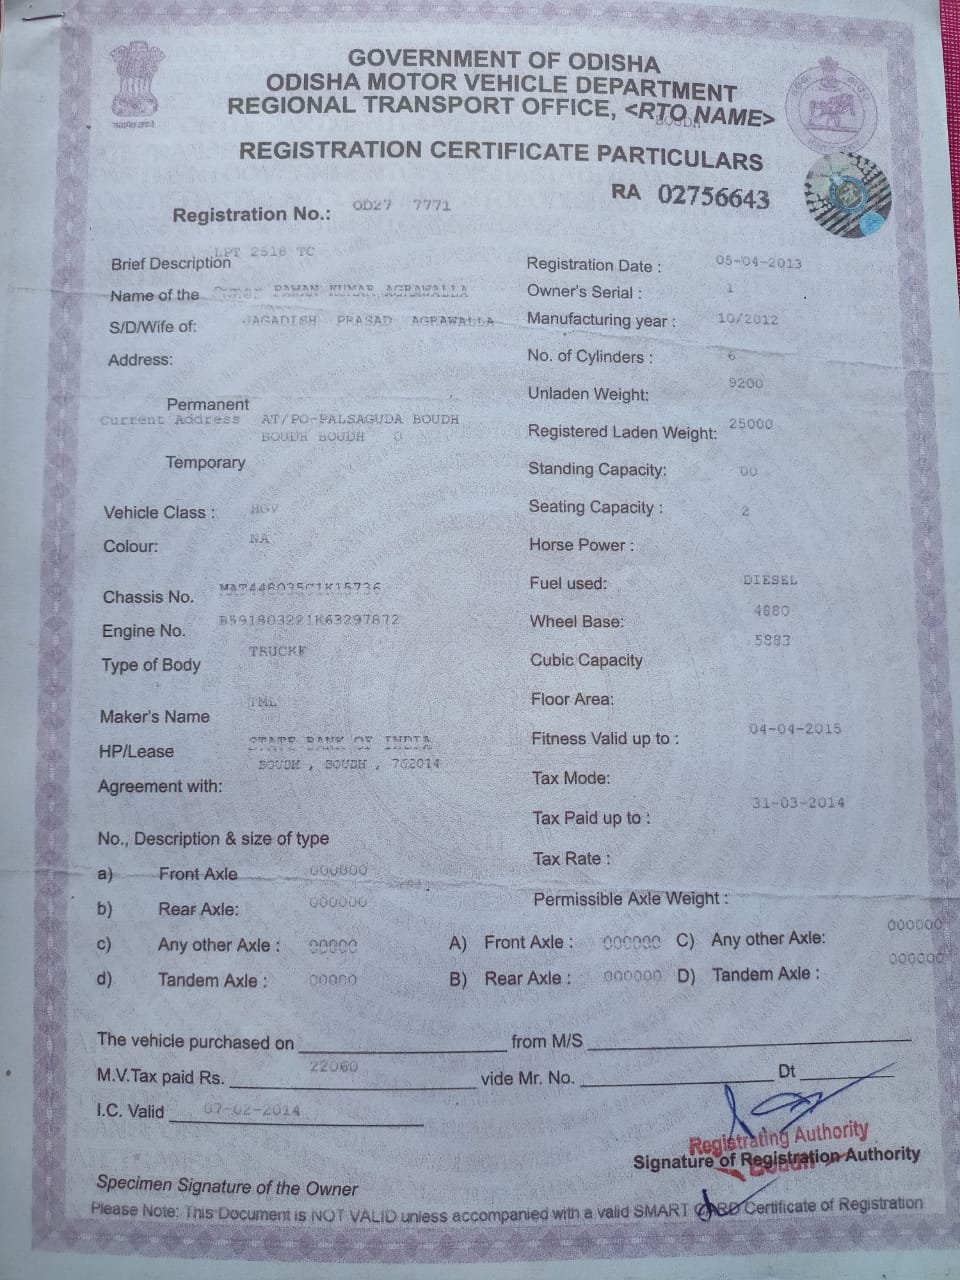 GOVERNMENT OF ODISHA
ODISHA MOTOR VEHICLE DEPARTMENT
REGIONAL TRANSPORT OFFICE, <RTO NAME>
BOUDH
REGISTRATION CERTIFICATE PARTICULARS
RA 02756643
Registration No.: OD27 7771
Brief Description LPT 2518 TC
Name of the Owner PAWAN KUMAR AGRAWALLA
S/D/Wife of: JAGADISH PRASAD AGRAWALLA
Address:
Permanent
Current Address AT/PO-PALSAGUDA BOUDH
BOUDH BOUDH 0
Temporary
Vehicle Class : HGV
Colour: NA
Chassis No.
Engine No. B591803221K63297872
Type of Body TRUCKF
Maker's Name TML
HP/Lease STATE BANK OF INDIA
BOUDH , BOUDH , 762014
Agreement with:
Registration Date : 05-04-2013
Owner's Serial : 1
Manufacturing year : 10/2012
No. of Cylinders : 6
Unladen Weight: 9200
Registered Laden Weight: 25000
Standing Capacity: 00
Seating Capacity : 2
Horse Power :
Fuel used: DIESEL
Wheel Base: 4880
Cubic Capacity 5883
Floor Area:
Fitness Valid up to : 04-04-2015
Tax Mode:
Tax Paid up to : 31-03-2014
Tax Rate :
No., Description & size of type
a) Front Axle 000000
b) Rear Axle: 000000
c) Any other Axle : 00000
d) Tandem Axle : 00000
Permissible Axle Weight :
A) Front Axle : 000000 C) Any other Axle: 000000
B) Rear Axle : 000000 D) Tandem Axle : 000000
The vehicle purchased on from M/S
M.V.Tax paid Rs. 22060 vide Mr. No. Dt
I.C. Valid 07-02-2014
Registrating Authority
Signature of Registration Authority
Boudh
Specimen Signature of the Owner
Please Note: This Document is NOT VALID unless accompanied with a valid SMART CARD Certificate of Registration